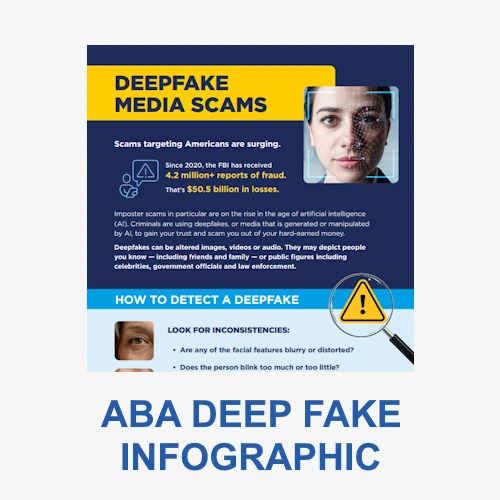 DEEPFAKE
MEDIA SCAMS
Scams targeting Americans are surging.
Since 2020, the FBI has received
4.2 million+ reports of fraud.
That's $50.5 billion in losses.
Imposter scams in particular are on the rise in the age of artificial intelligence
(AI). Criminals are using deepfakes, or media that is generated or manipulated
by AI, to gain your trust and scam you out of your hard-earned money.
Deepfakes can be altered images, videos or audio. They may depict people
you know — including friends and family — or public figures including
celebrities, government officials and law enforcement.
HOW TO DETECT A DEEPFAKE
LOOK FOR INCONSISTENCIES:
• Are any of the facial features blurry or distorted?
• Does the person blink too much or too little?
ABA DEEP FAKE
INFOGRAPHIC